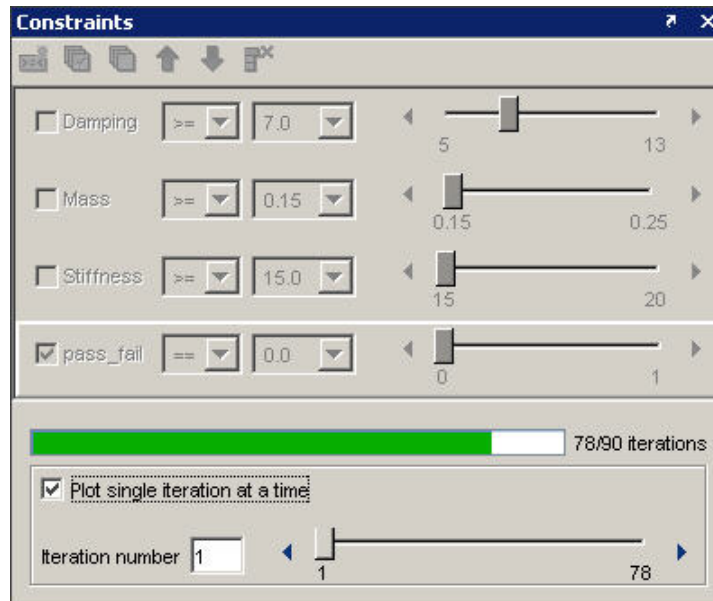 Constraints
Damping >= 7.0
5 13
Mass >= 0.15
0.15 0.25
Stiffness >= 15.0
15 20
pass_fail == 0.0
0 1
78/90 iterations
Plot single iteration at a time
Iteration number 1
1 78